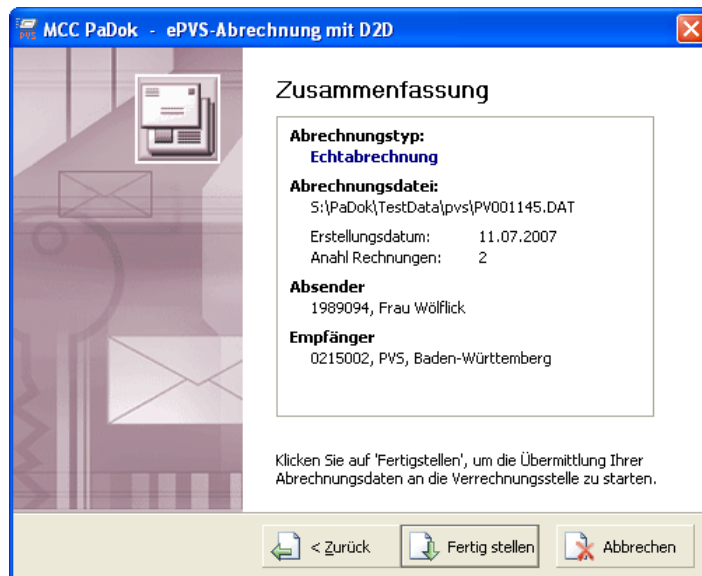 PVS MCC PaDok - ePVS-Abrechnung mit D2D
Zusammenfassung
Abrechnungstyp:
Echtabrechnung
Abrechnungsdatei:
S:\PaDok\TestData\pvs\PV001145.DAT
Erstellungsdatum: 11.07.2007
Anahl Rechnungen: 2
Absender
1989094, Frau Wölflick
Empfänger
0215002, PVS, Baden-Württemberg
Klicken Sie auf 'Fertigstellen', um die Übermittlung Ihrer
Abrechnungsdaten an die Verrechnungsstelle zu starten.
< Zurück Fertig stellen Abbrechen